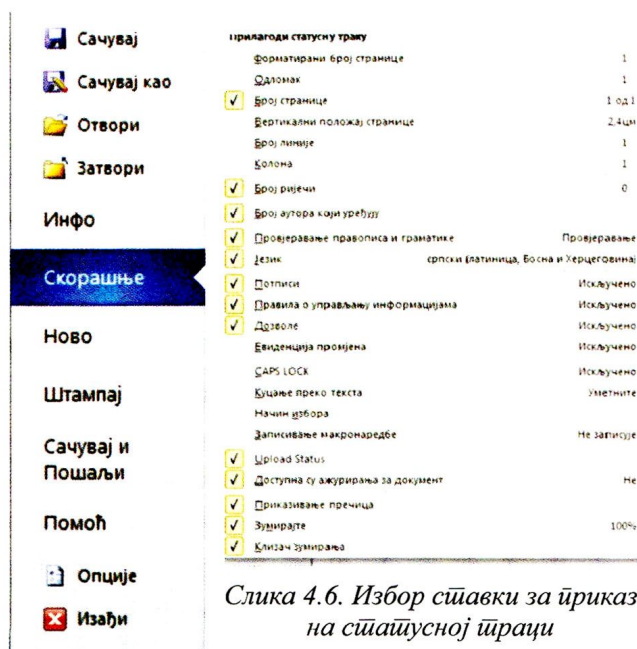 Сачувај
Сачувај као
Отвори
Затвори
Инфо
Скорашње
Ново
Штампај
Сачувај и
Пошаљи
Помоћ
Опције
Изађи
Прилагоди статусну траку
Форматирани број странице 1
Одломак 1
Број странице 1 од 1
Вертикални положај странице 2,4цм
Број линије 1
Колона 1
Број ријечи 0
Број аутора који уређују
Провјеравање правописа и граматике Провјеравање
Језик српски (латиница, Босна и Херцеговина)
Потписи Искључено
Правила о управљању информацијама Искључено
Дозволе Искључено
Евиденција промјена Искључено
CAPS LOCK Искључено
Куцање преко текста Уметните
Начин избора
Записивање макронаредбе Не записује
Upload Status
Доступна су ажурирања за документ Не
Приказивање пречица
Зумирајте 100%
Клизач зумирања
Слика 4.6. Избор ставки за приказ
на статусној траци